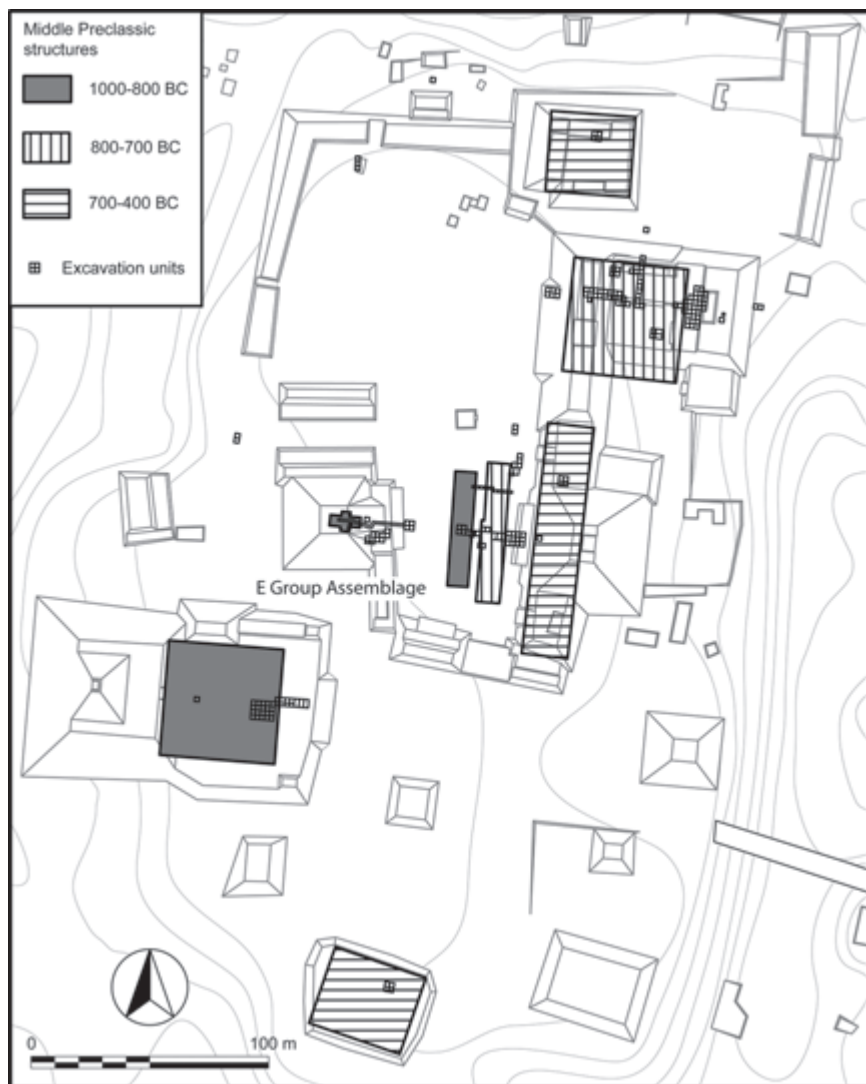 Middle Preclassic
structures
1000-800 BC
800-700 BC
700-400 BC
Excavation units
E Group Assemblage
0
100 m